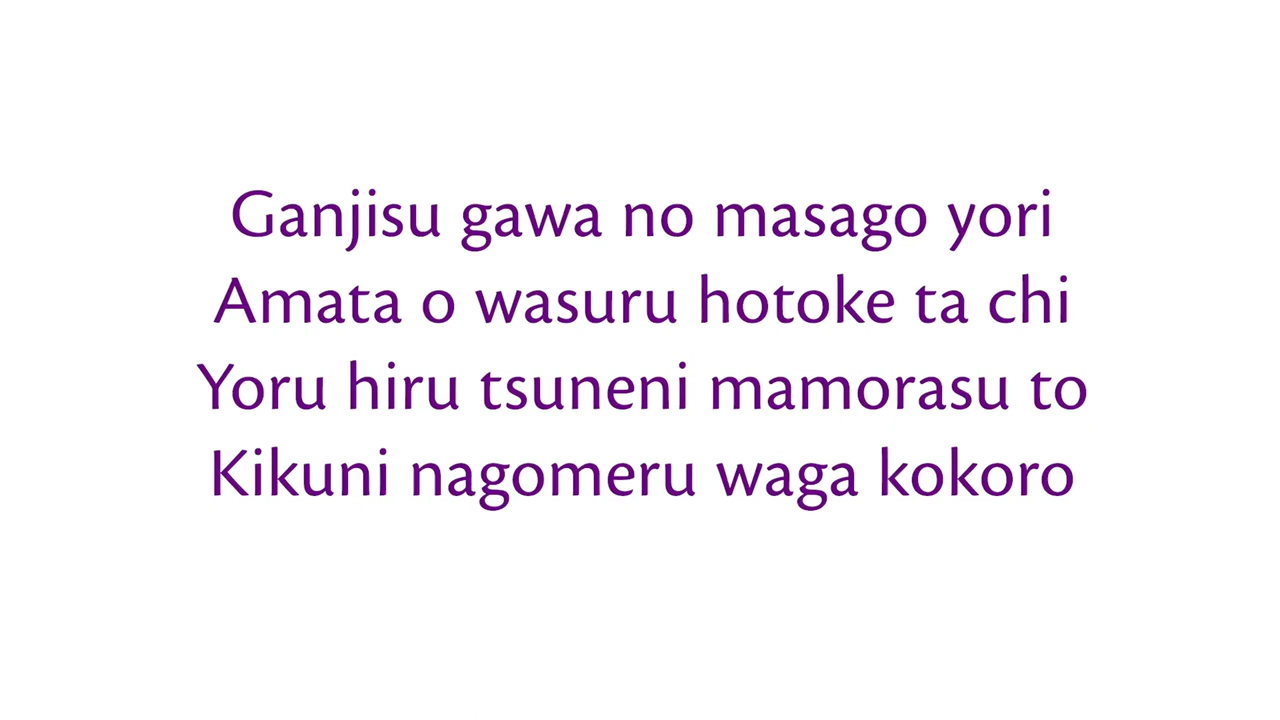 Ganjisu gawa no masago yori
Amata o wasuru hotoke ta chi
Yoru hiru tsuneni mamorasu to
Kikuni nagomeru waga kokoro